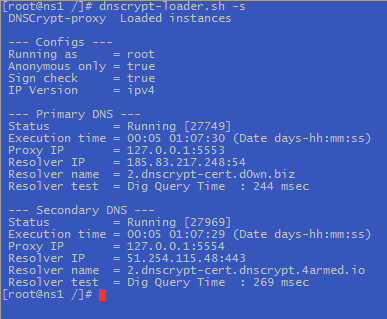 [root@ns1 /]# dnscrypt-loader.sh -s
DNSCrypt-proxy  Loaded instances
--- Configs ---
Running as     = root
Anonymous only = true
Sign check     = true
IP Version     = ipv4
--- Primary DNS ---
Status         = Running [27749]
Execution time = 00:05 01:07:30 (Date days-hh:mm:ss)
Proxy IP       = 127.0.0.1:5553
Resolver IP    = 185.83.217.248:54
Resolver name  = 2.dnscrypt-cert.d0wn.biz
Resolver test  = Dig Query Time  : 244 msec
--- Secondary DNS ---
Status         = Running [27969]
Execution time = 00:05 01:07:29 (Date days-hh:mm:ss)
Proxy IP       = 127.0.0.1:5554
Resolver IP    = 51.254.115.48:443
Resolver name  = 2.dnscrypt-cert.dnscrypt.4armed.io
Resolver test  = Dig Query Time  : 269 msec
[root@ns1 /]#